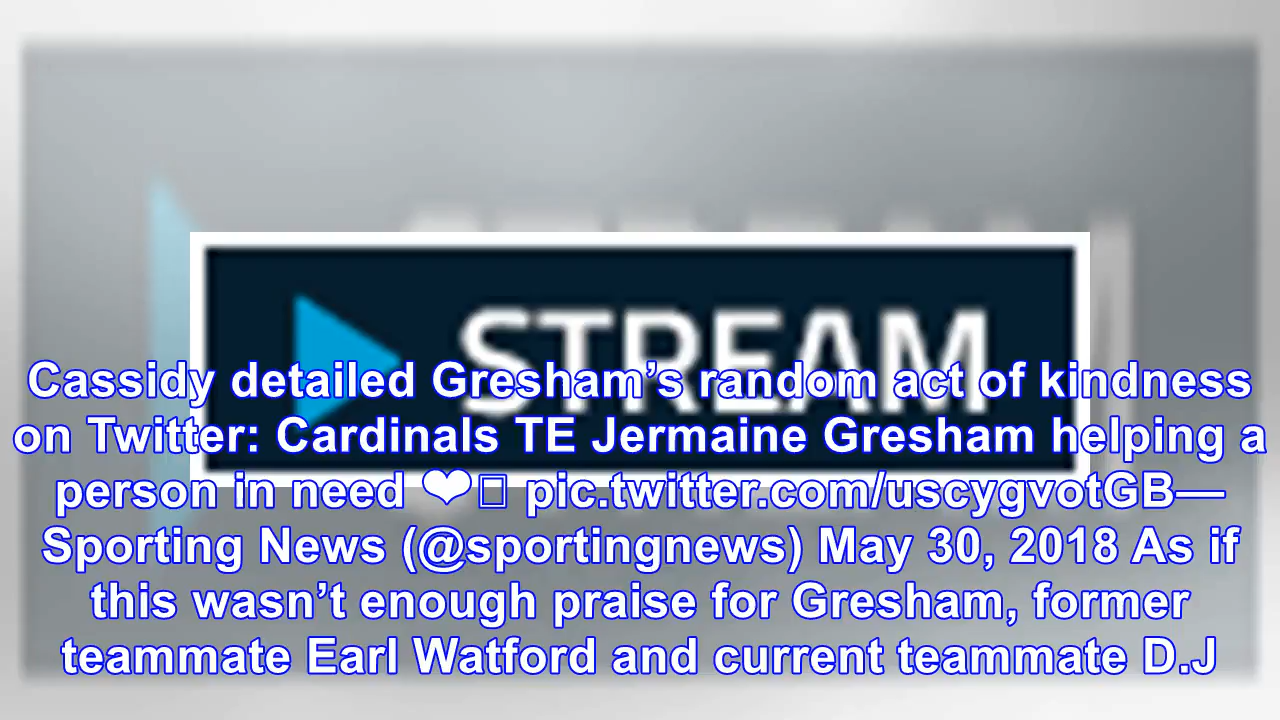 STREAM
Cassidy detailed Gresham’s random act of kindness
on Twitter: Cardinals TE Jermaine Gresham helping a
person in need ❤ pic.twitter.com/uscygvotGB—
Sporting News (@sportingnews) May 30, 2018 As if
this wasn’t enough praise for Gresham, former
teammate Earl Watford and current teammate D.J